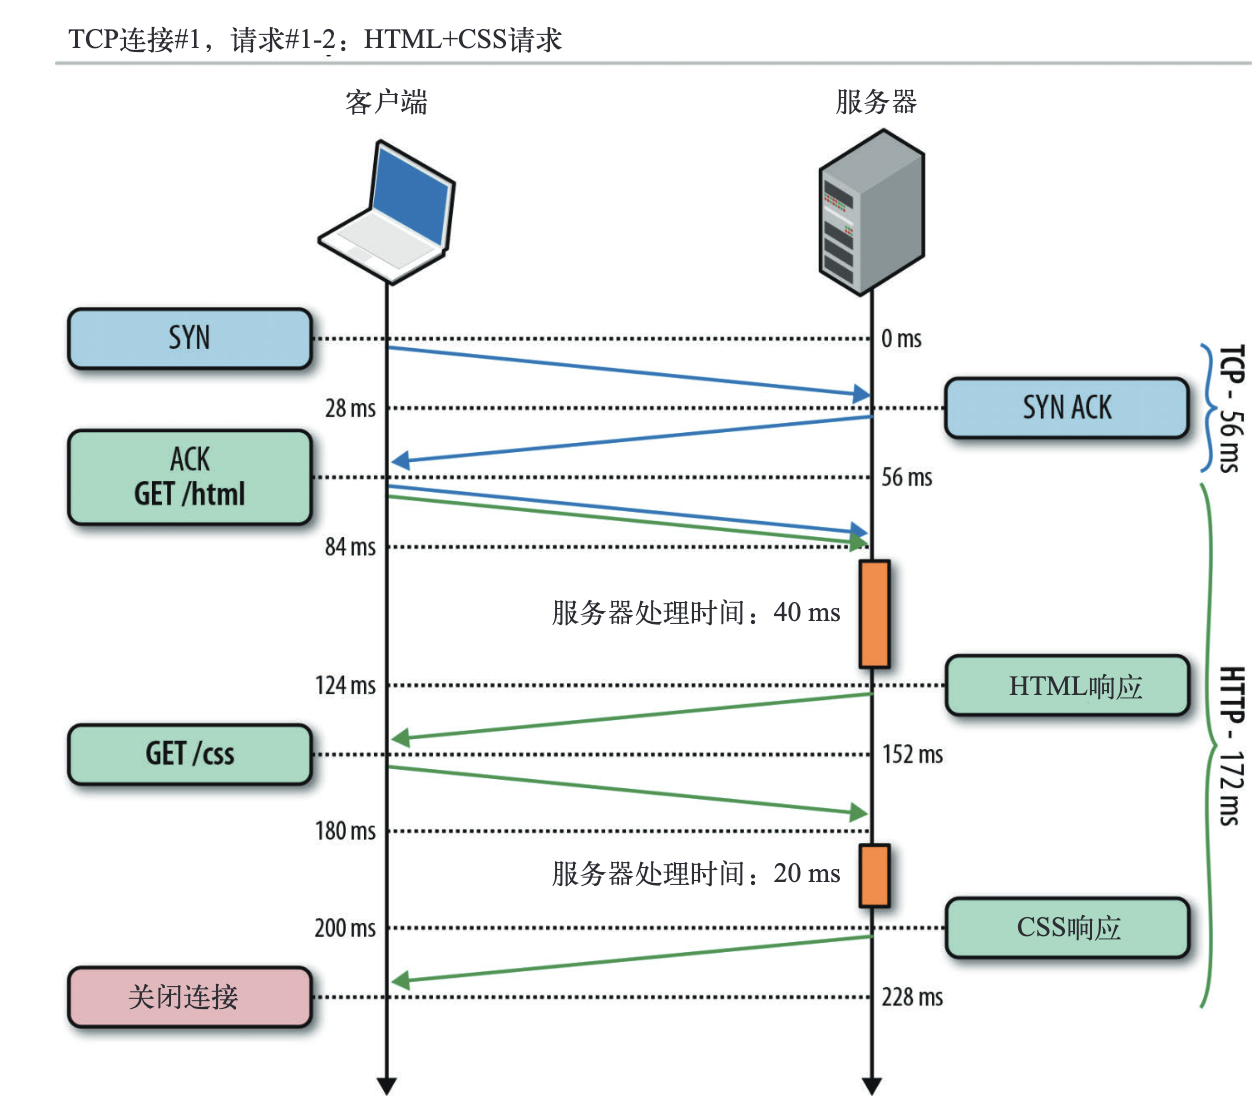 TCP连接#1，请求#1-2：HTML+CSS请求
客户端
服务器
SYN
0 ms
28 ms
SYN ACK
TCP - 56 ms
ACK
GET /html
56 ms
84 ms
服务器处理时间：40 ms
124 ms
HTML响应
HTTP - 172 ms
GET /css
152 ms
180 ms
服务器处理时间：20 ms
200 ms
CSS响应
关闭连接
228 ms